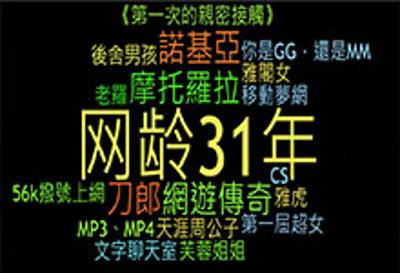 《第一次的親密接觸》
後舍男孩 諾基亞 你是GG，還是MM
雅閣女
老羅 摩托羅拉 移動夢網
网龄31年
CS
56k撥號上網 刀郎 網遊傳奇 雅虎
MP3、MP4 天涯周公子 第一屆超女
文字聊天室 芙蓉姐姐